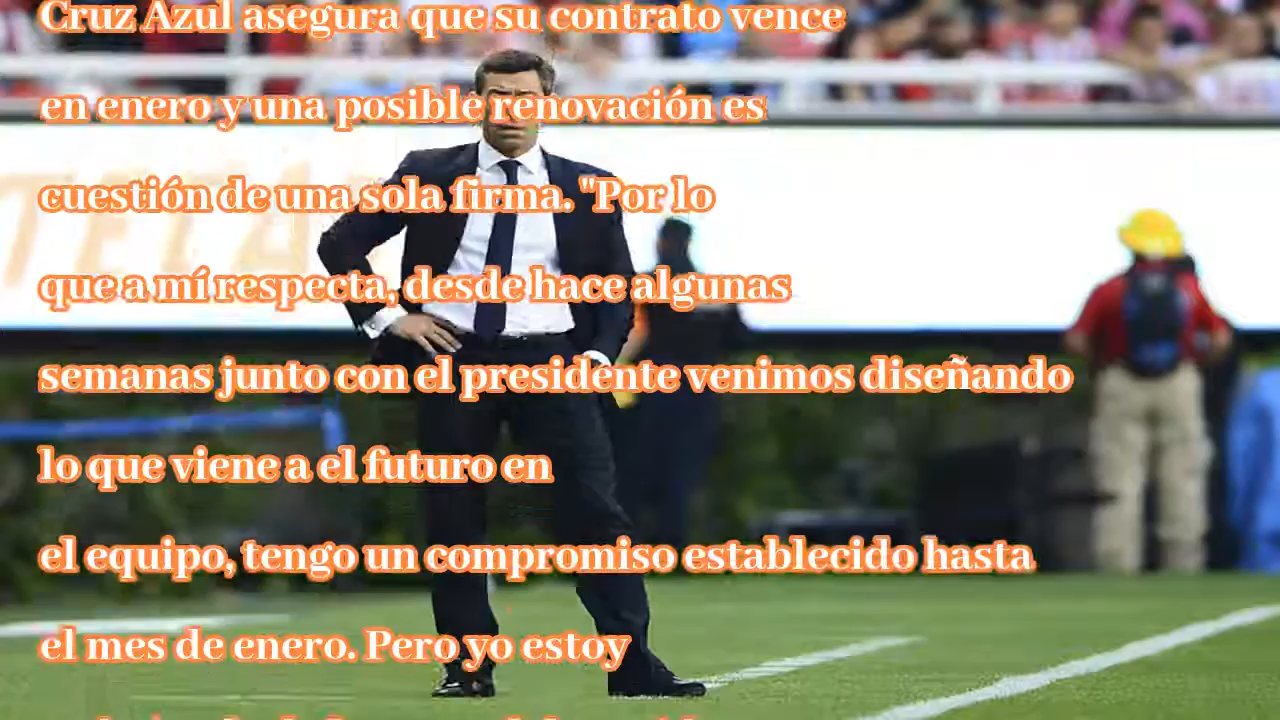 Cruz Azul asegura que su contrato vence
en enero y una posible renovación es
cuestión de una sola firma. "Por lo
que a mí respecta, desde hace algunas
semanas junto con el presidente venimos diseñando
lo que viene a el futuro en
el equipo, tengo un compromiso establecido hasta
el mes de enero. Pero yo estoy